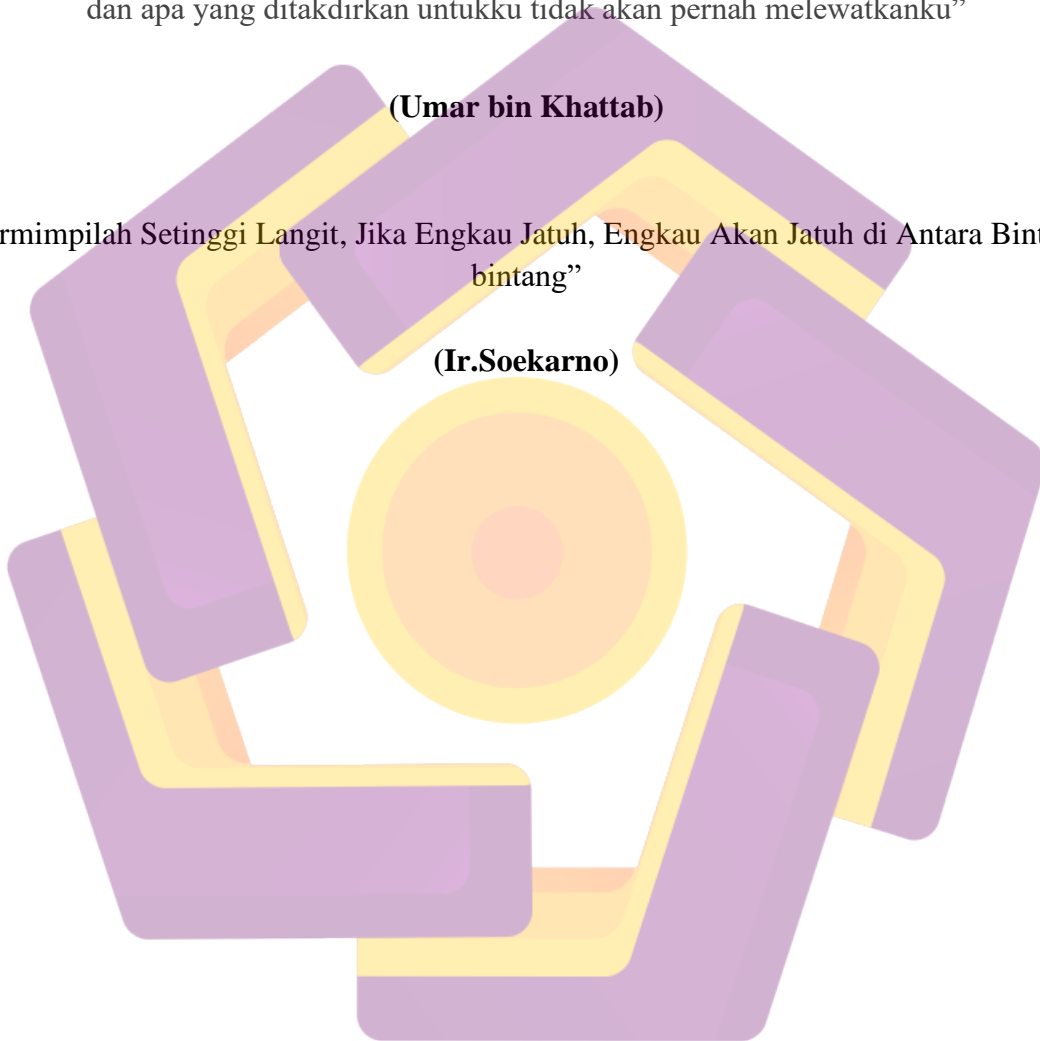 dan apa yang ditakdirkan untukku tidak akan pernah melewatkanku”
(Umar bin Khattab)
rmimpilah Setinggi Langit, Jika Engkau Jatuh, Engkau Akan Jatuh di Antara Bint
bintang”
(Ir.Soekarno)